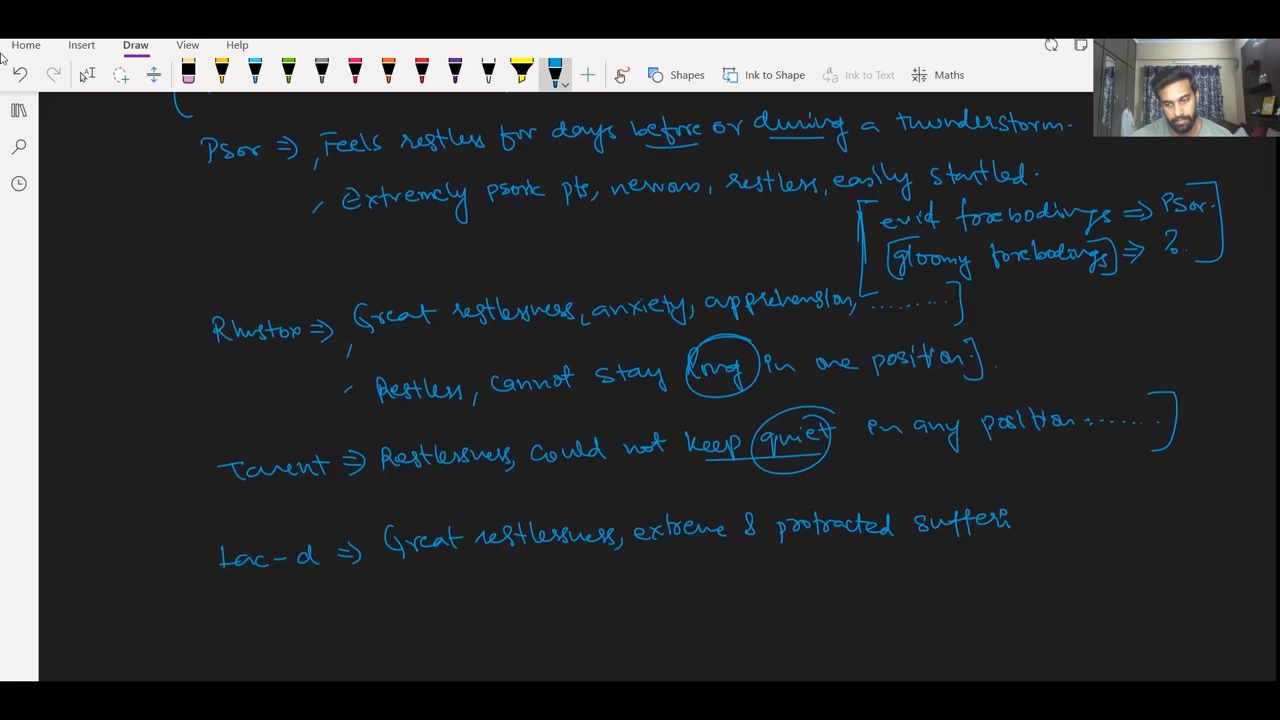 Home Insert Draw View Help
Shapes Ink to Shape Ink to Text Maths
Psor ⇒ , Feels restless for days before or during a thunderstorm.
, Extremely psoric pts, nervous, restless, easily startled.
[ evil forebodings ⇒ Psor. ]
[gloomy forebodings] ⇒ ?
Rhustox ⇒ , Great restlessness, anxiety, apprehension, .........]
, Restless, cannot stay long in one position.]
Tarent ⇒ Restlessness, could not keep quiet in any position........]
Lac-d ⇒ Great restlessness, extreme & protracted sufferi